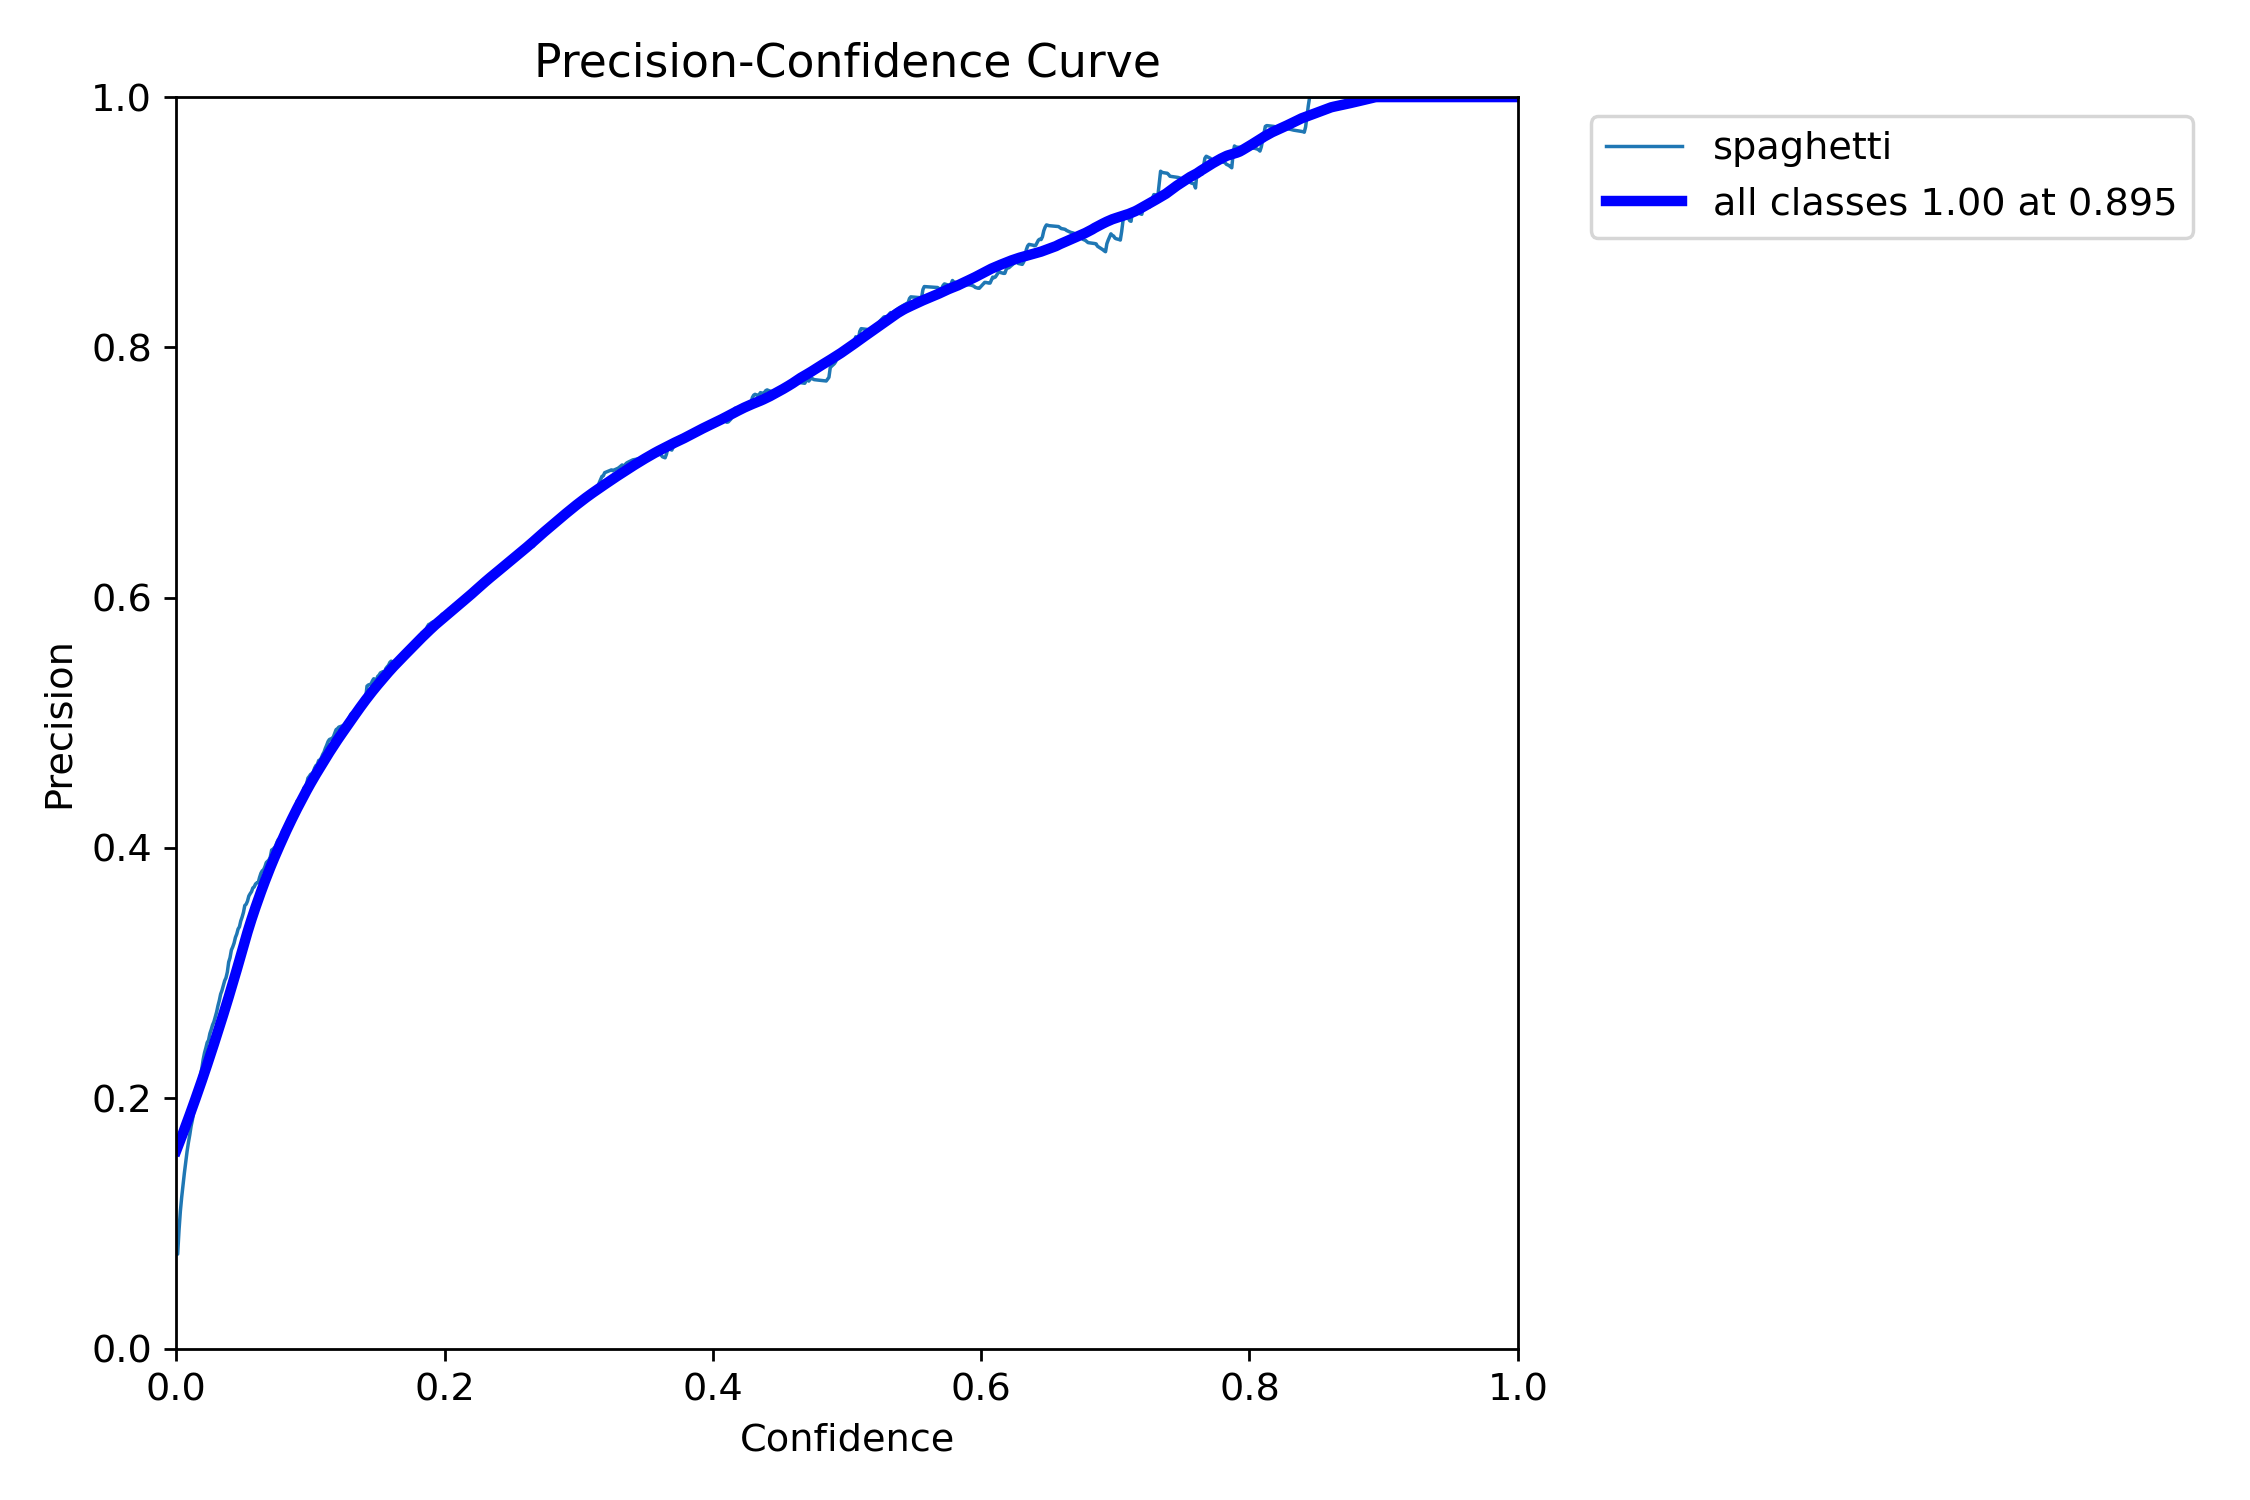 Precision-Confidence Curve
1.0
0.8
0.6
0.4
0.2
0.0
Precision
0.0 0.2 0.4 0.6 0.8 1.0
Confidence
spaghetti
all classes 1.00 at 0.895